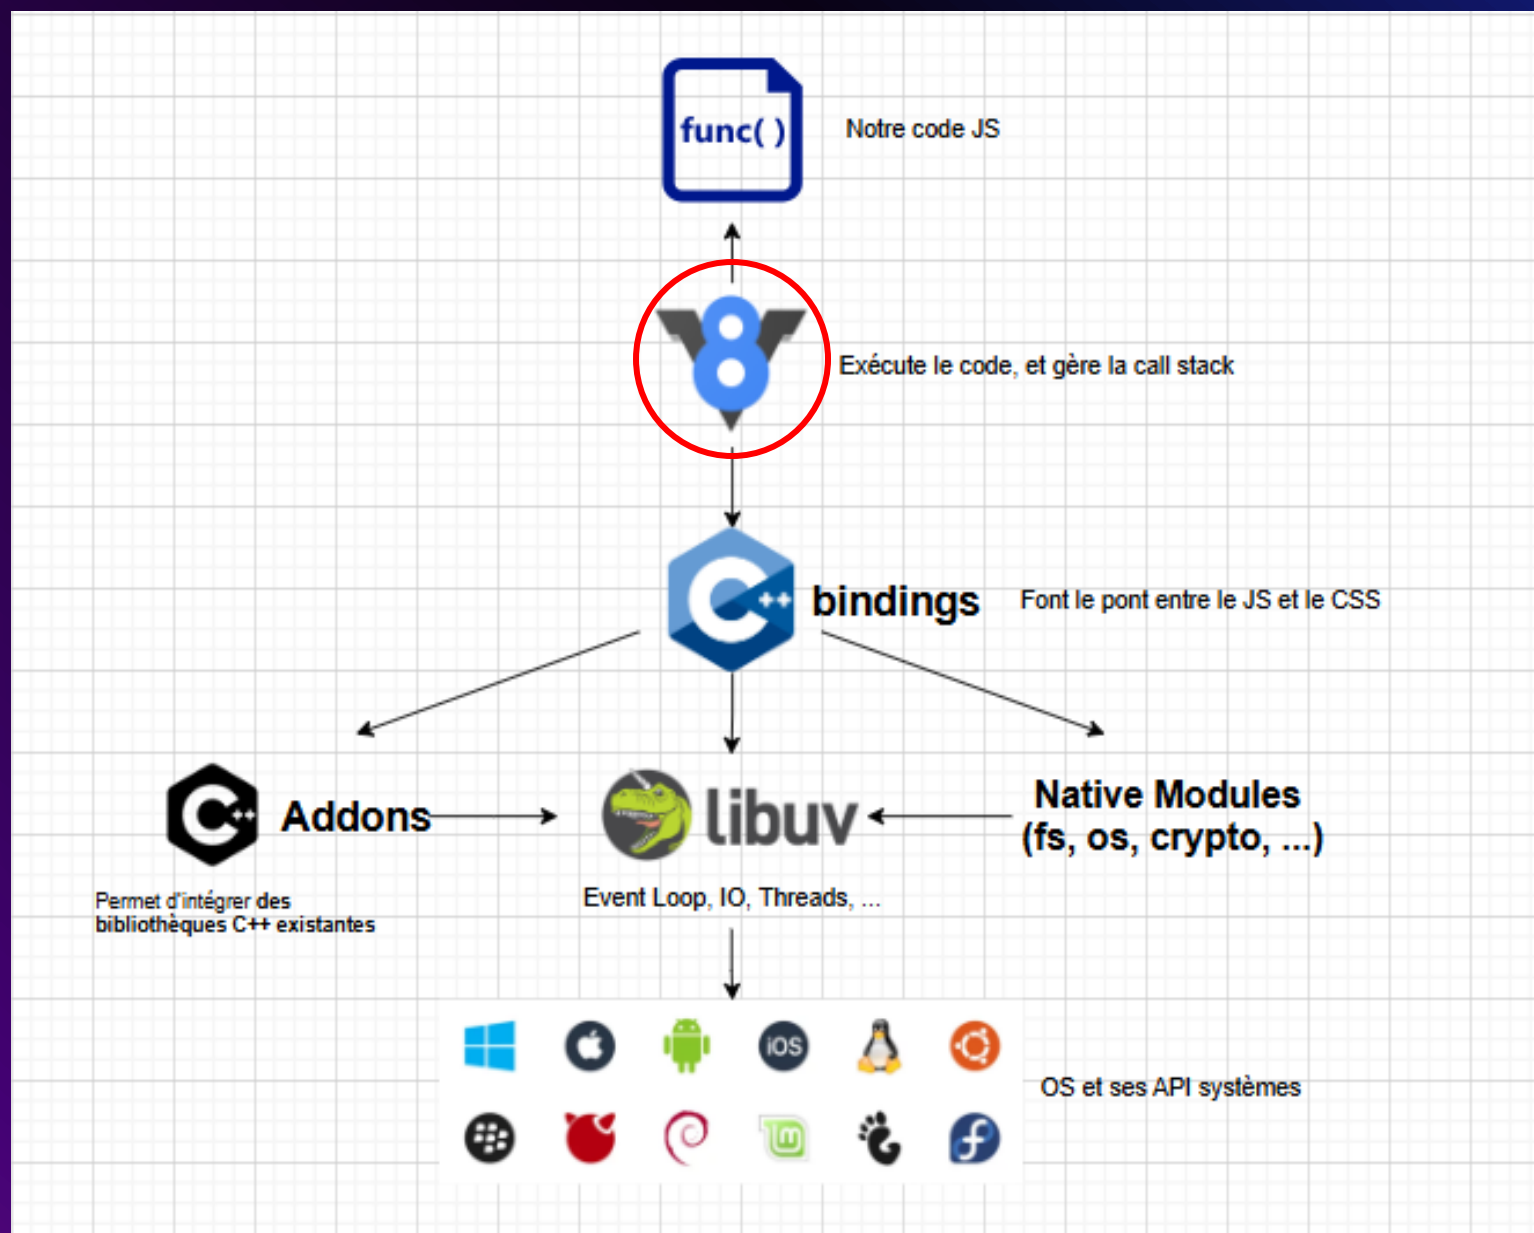 func( )
Notre code JS
8
Exécute le code, et gère la call stack
C++
bindings
Font le pont entre le JS et le CSS
C++
Addons
libuv
Native Modules
(fs, os, crypto, ...)
Permet d'intégrer des
bibliothèques C++ existantes
Event Loop, IO, Threads, ...
iOS
OS et ses API systèmes